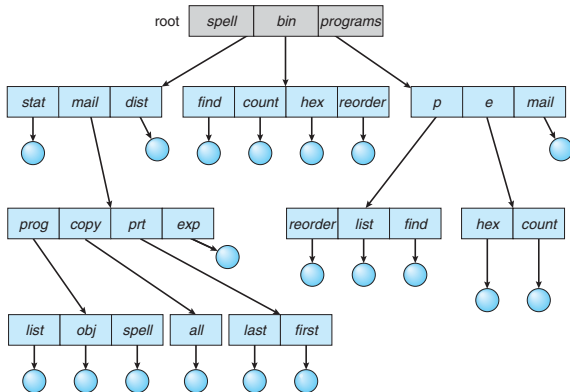 root spell bin programs
stat mail dist find count hex reorder p e mail
prog copy prt exp reorder list find hex count
list obj spell all last first